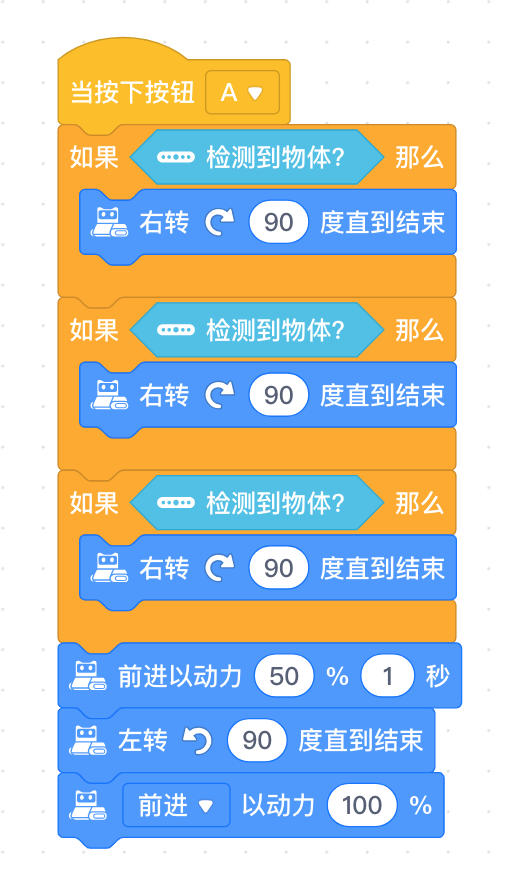 当按下按钮 A
如果 检测到物体? 那么
右转 90 度直到结束
如果 检测到物体? 那么
右转 90 度直到结束
如果 检测到物体? 那么
右转 90 度直到结束
前进以动力 50 % 1 秒
左转 90 度直到结束
前进 以动力 100 %